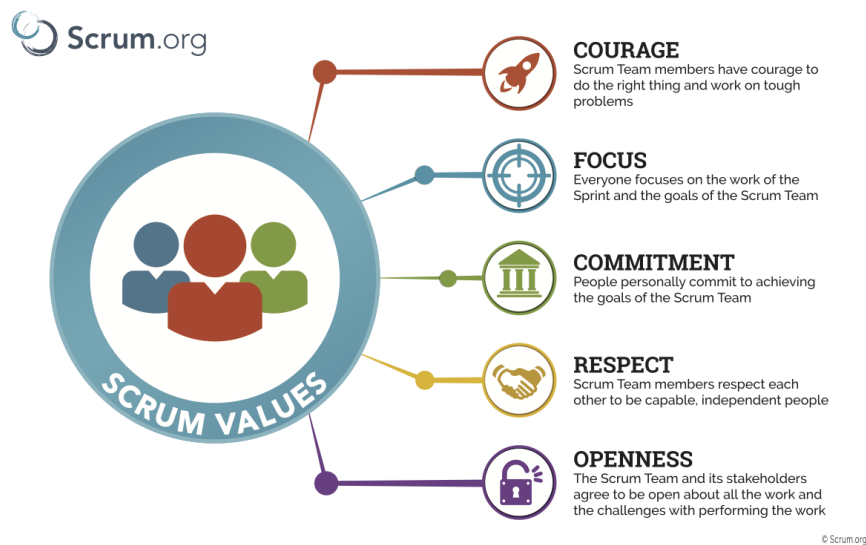 Scrum.org
COURAGE
Scrum Team members have courage to
do the right thing and work on tough
problems
FOCUS
Everyone focuses on the work of the
Sprint and the goals of the Scrum Team
COMMITMENT
People personally commit to achieving
the goals of the Scrum Team
RESPECT
Scrum Team members respect each
other to be capable, independent people
SCRUM VALUES
OPENNESS
The Scrum Team and its stakeholders
agree to be open about all the work and
the challenges with performing the work
© Scrum.org